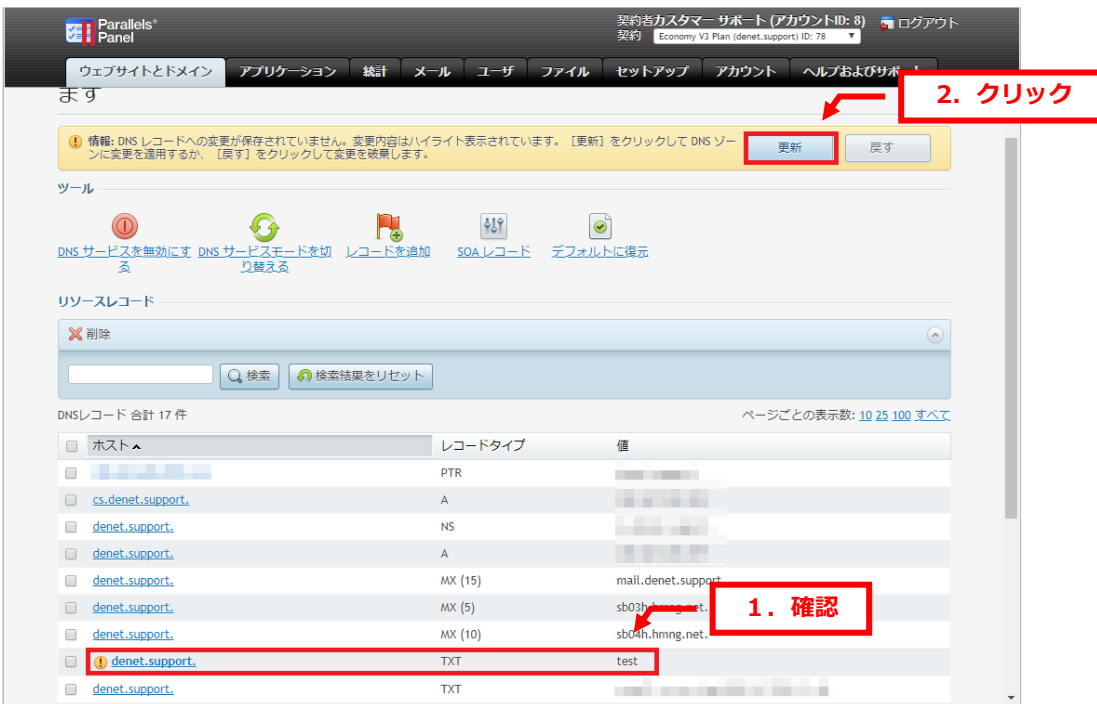 Parallels®
Panel
契約者カスタマー サポート (アカウントID: 8)
ログアウト
契約 Economy V3 Plan (denet.support) ID: 78
ウェブサイトとドメイン アプリケーション 統計 メール ユーザ ファイル セットアップ アカウント ヘルプおよびサポート
ます
2. クリック
情報: DNS レコードへの変更が保存されていません。変更内容はハイライト表示されています。 [更新] をクリックして DNS ゾー
ンに変更を適用するか、 [戻す] をクリックして変更を破棄します。
更新
戻す
ツール
DNS サービスを無効にす
る
DNS サービスモードを切
り替える
レコードを追加
SOA レコード
デフォルトに復元
リソースレコード
削除
検索
検索結果をリセット
DNSレコード 合計 17 件
ページごとの表示数: 10 25 100 すべて
ホスト レコードタイプ 値
PTR
cs.denet.support. A
denet.support. NS
denet.support. A
denet.support. MX (15) mail.denet.support.
denet.support. MX (5) sb03h.hmng.net.
denet.support. MX (10) sb04h.hmng.net.
1. 確認
denet.support. TXT test
denet.support. TXT